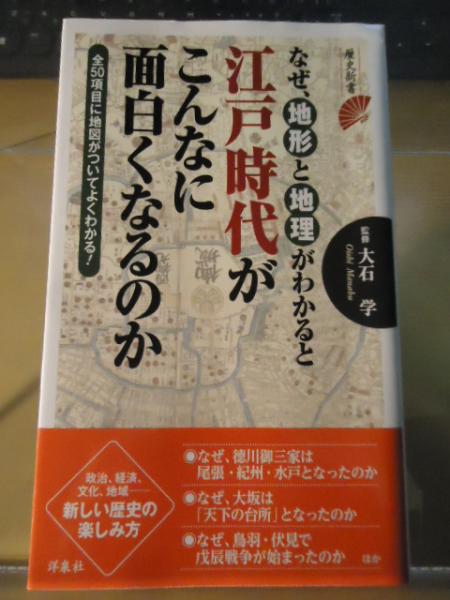 歴史新書
なぜ、地形と地理がわかると
江戸時代が
こんなに
面白くなるのか
全50項目に地図がついてよくわかる!
監修 大石 学
Oishi Manabu
政治、経済、
文化、地域──
新しい歴史の
楽しみ方
洋泉社
◉なぜ、徳川御三家は
尾張・紀州・水戸となったのか
◉なぜ、大坂は
「天下の台所」となったのか
◉なぜ、鳥羽・伏見で
戊辰戦争が始まったのか
ほか